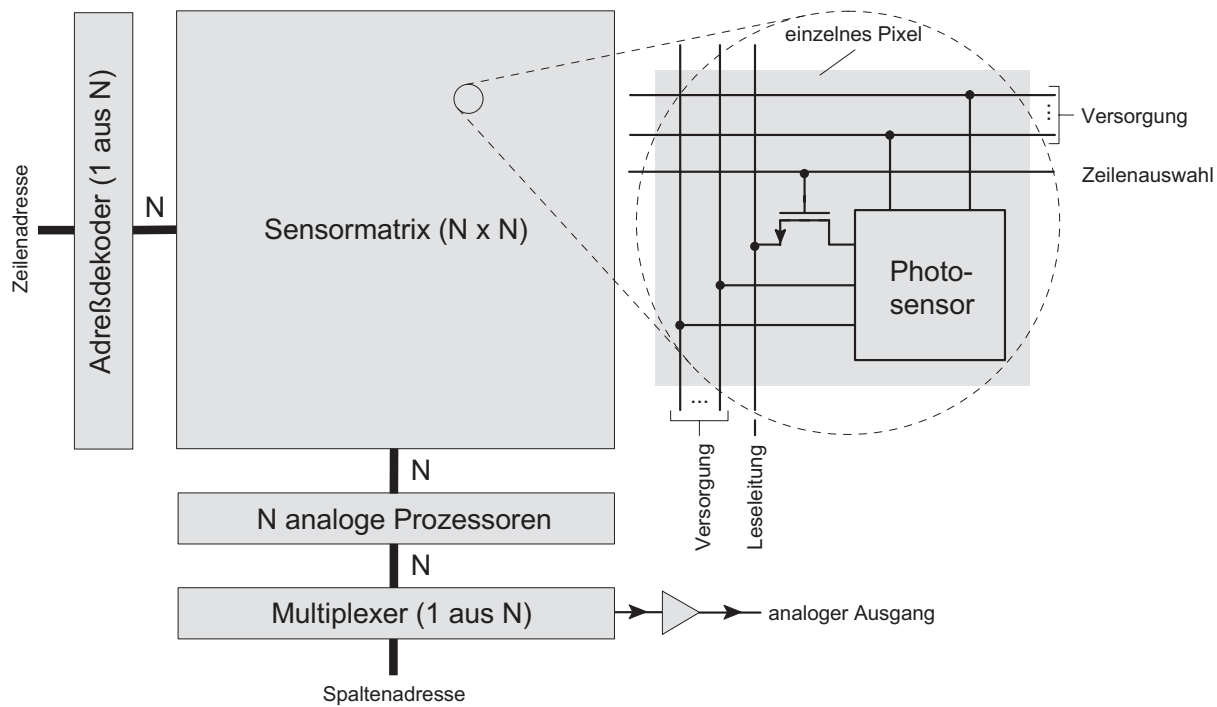 einzelnes Pixel
Adreßdekoder (1 aus N)
Zeilenadresse
N
Sensormatrix (N x N)
...
Versorgung
Zeilenauswahl
Photo-
sensor
...
Versorgung
Leseleitung
N
N analoge Prozessoren
N
Multiplexer (1 aus N)
analoger Ausgang
Spaltenadresse